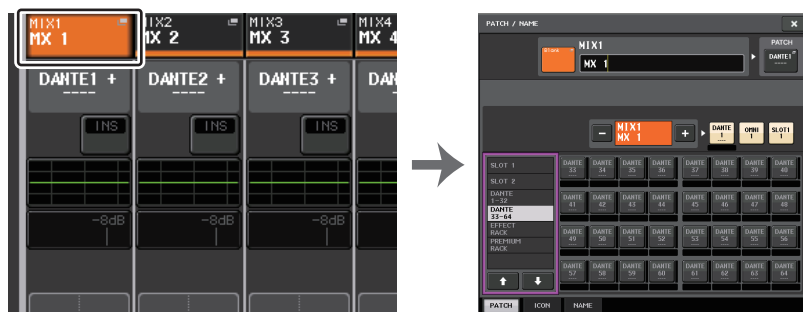 MIX1 MIX2 MIX3 MIX4
MX 1 MX 2 MX 3 MX 4
DANTE1 + DANTE2 + DANTE3 + DAN
---- ---- ----
INS INS INS
-8dB -8dB -8dB
PATCH / NAME
MIX1 PATCH
Blank MX 1 DANTE1
----
MIX1 DANTE OMNI SLOT1
- MX 1 + 1 1 1
SLOT 1
SLOT 2
DANTE
1-32
DANTE
33-64
EFFECT
RACK
PREMIUM
RACK
DANTE DANTE DANTE DANTE DANTE DANTE DANTE DANTE
33 34 35 36 37 38 39 40
DANTE DANTE DANTE DANTE DANTE DANTE DANTE DANTE
41 42 43 44 45 46 47 48
DANTE DANTE DANTE DANTE DANTE DANTE DANTE DANTE
49 50 51 52 53 54 55 56
DANTE DANTE DANTE DANTE DANTE DANTE DANTE DANTE
57 58 59 60 61 62 63 64
PATCH ICON NAME